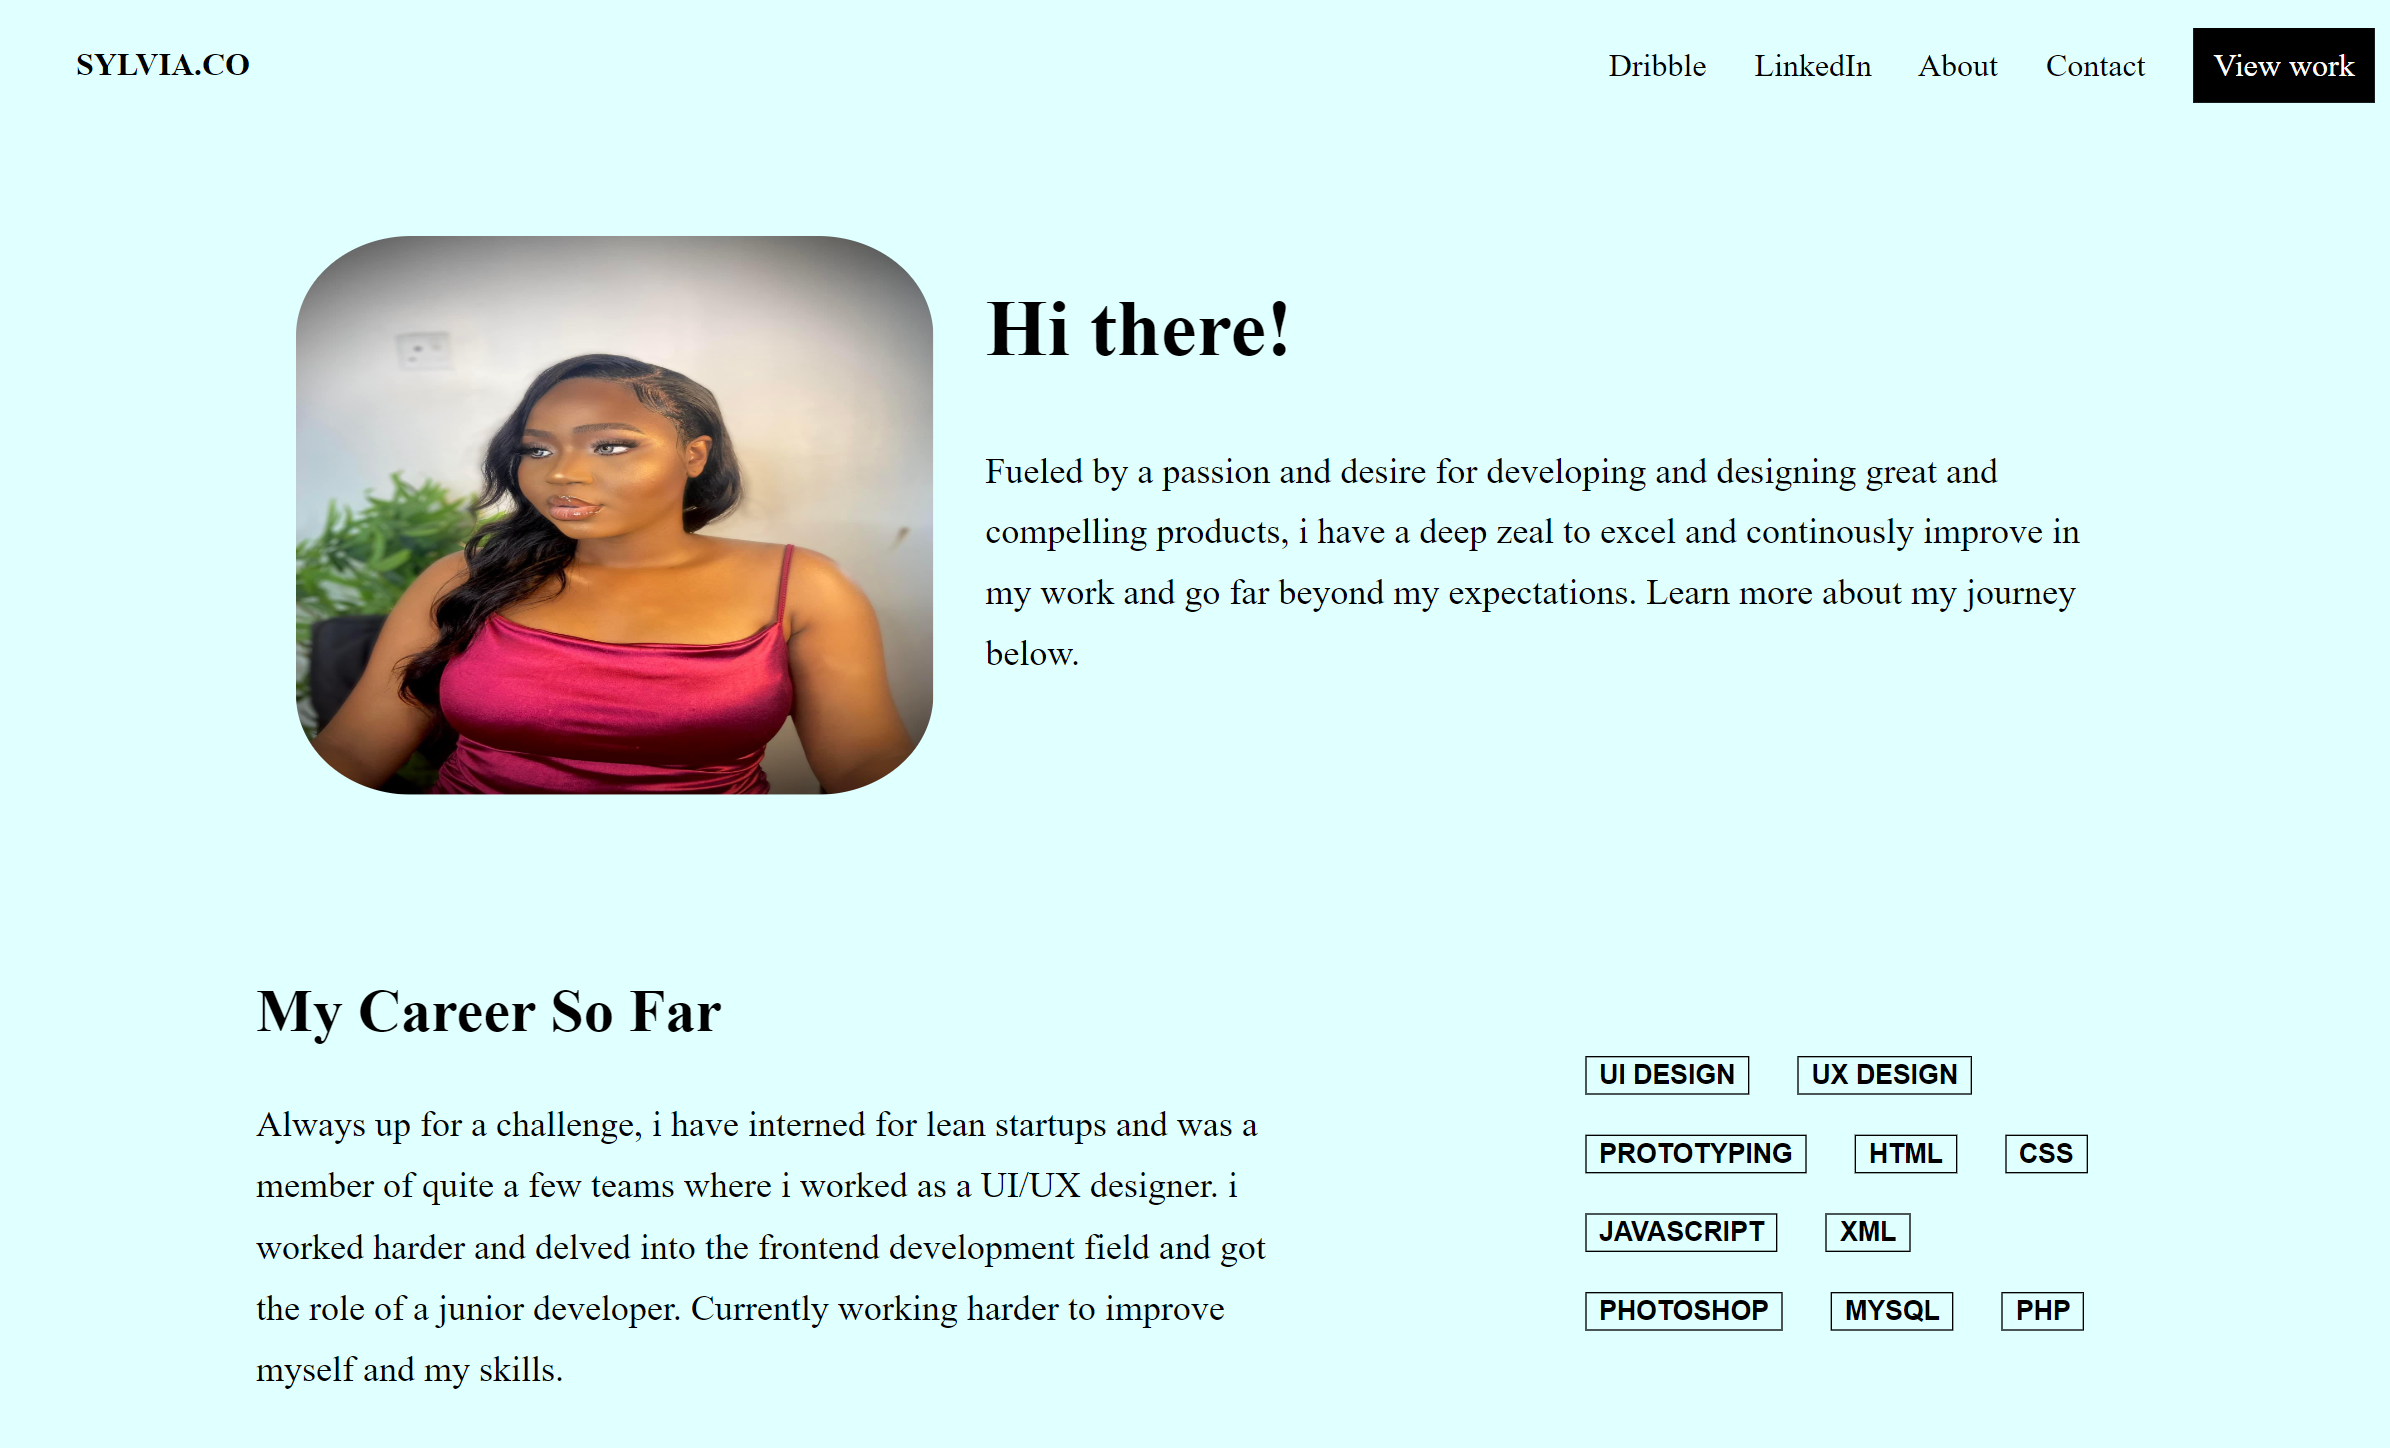 SYLVIA.CO
Dribble LinkedIn About Contact View work
Hi there!
Fueled by a passion and desire for developing and designing great and
compelling products, i have a deep zeal to excel and continously improve in
my work and go far beyond my expectations. Learn more about my journey
below.
My Career So Far
Always up for a challenge, i have interned for lean startups and was a
member of quite a few teams where i worked as a UI/UX designer. i
worked harder and delved into the frontend development field and got
the role of a junior developer. Currently working harder to improve
myself and my skills.
UI DESIGN UX DESIGN
PROTOTYPING HTML CSS
JAVASCRIPT XML
PHOTOSHOP MYSQL PHP